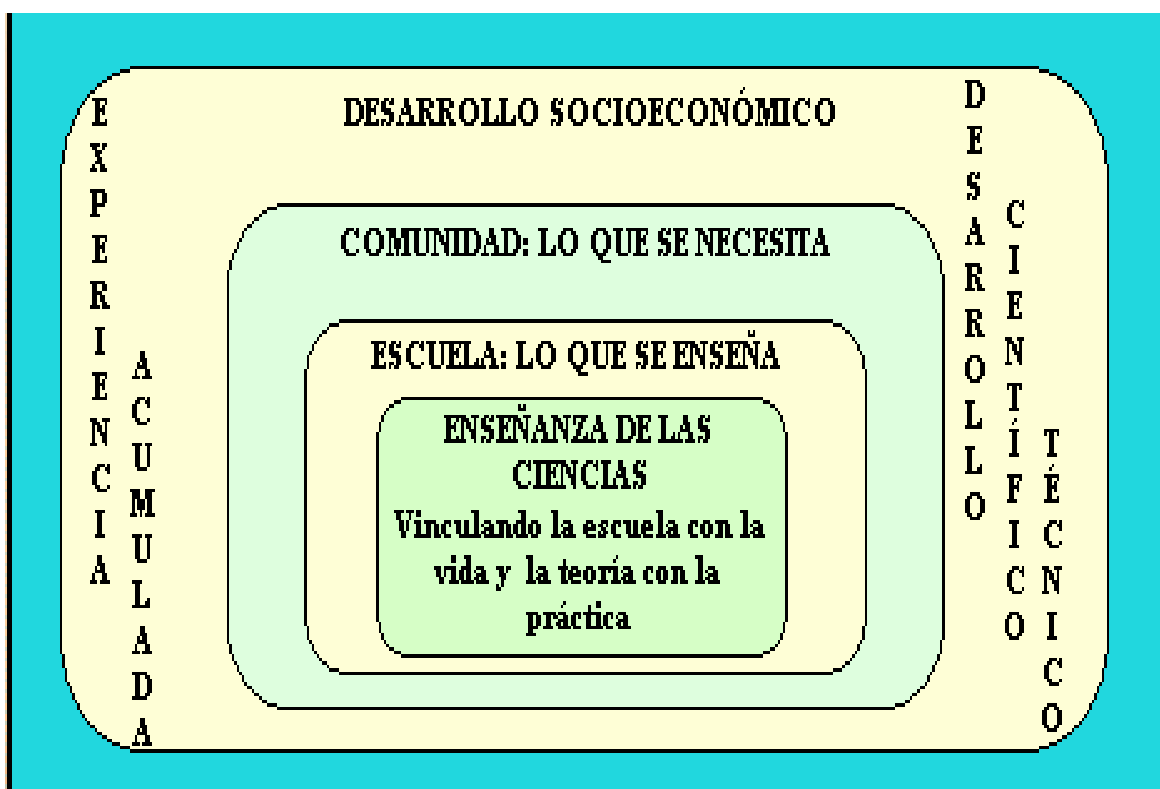 DESARROLLO SOCIOECONÓMICO
EXPERIENCIA
ACUMULADA
COMUNIDAD: LO QUE SE NECESITA
ESCUELA: LO QUE SE ENSEÑA
ENSEÑANZA DE LAS
CIENCIAS
Vinculando la escuela con la
vida y la teoría con la
práctica
DESARROLLO
CIENTÍFICO
TÉCNICO